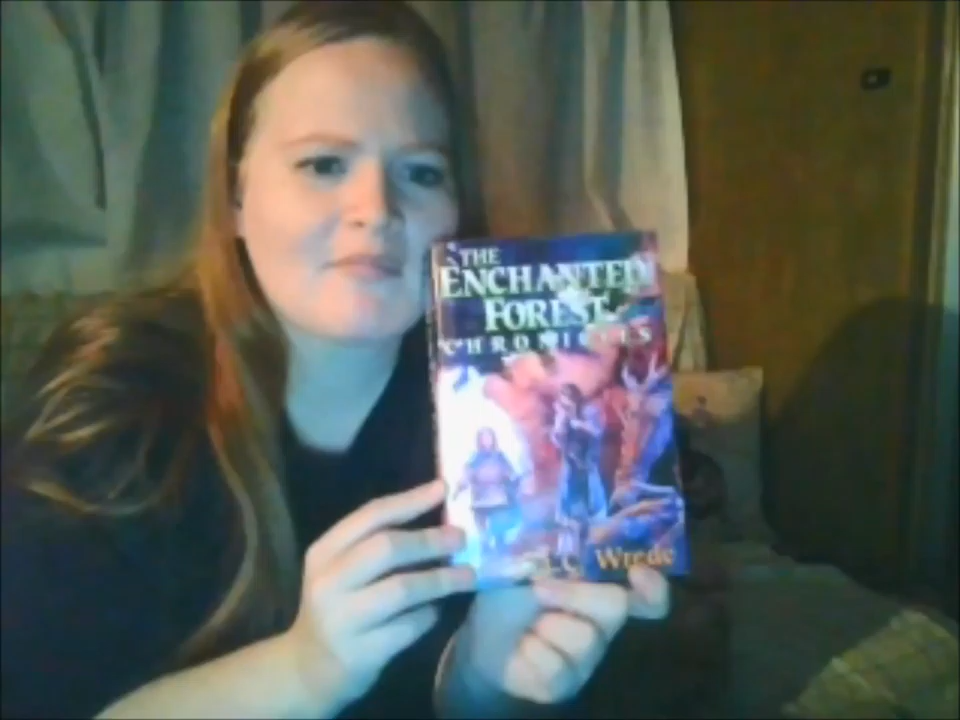 THE
ENCHANTED
FOREST
CHRONICLES
C. Wrede